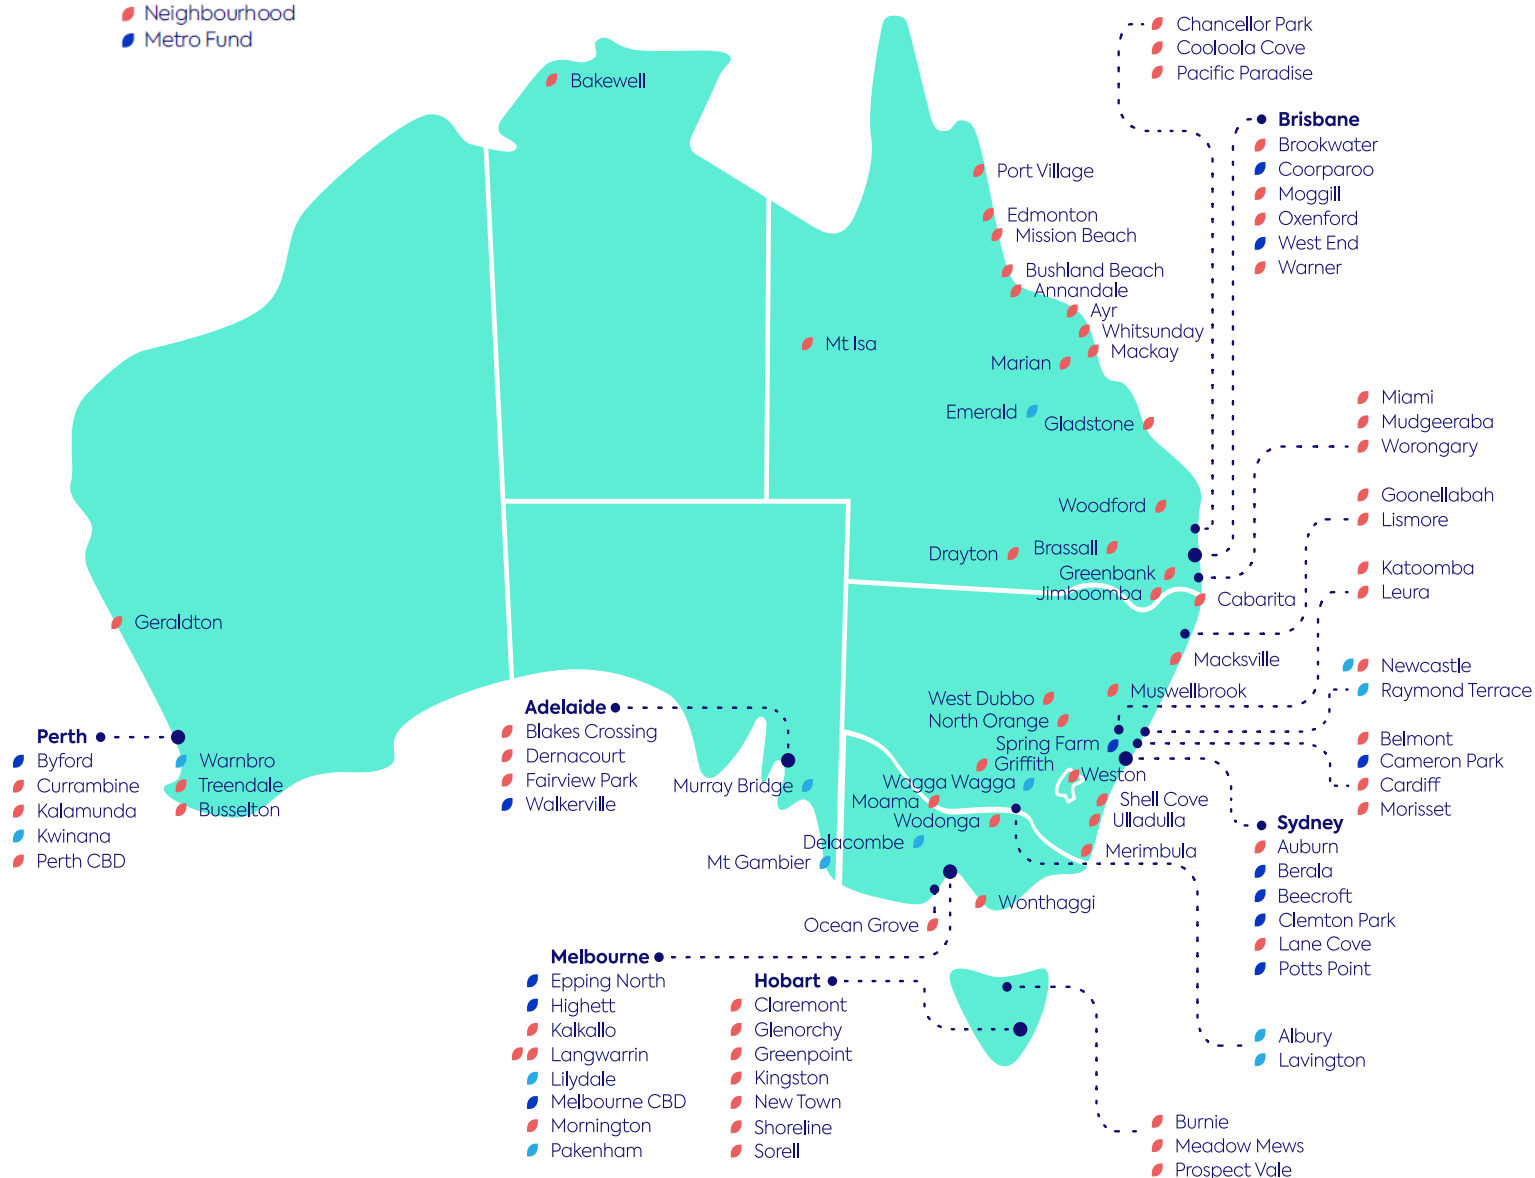 Neighbourhood
Metro Fund
Bakewell
Chancellor Park
Cooloola Cove
Pacific Paradise
Brisbane
Brookwater
Coorparoo
Moggill
Oxenford
West End
Warner
Port Village
Edmonton
Mission Beach
Bushland Beach
Annandale
Ayr
Whitsunday
Mackay
Mt Isa
Marian
Emerald
Gladstone
Miami
Mudgeeraba
Worongary
Goonellabah
Lismore
Katoomba
Leura
Newcastle
Raymond Terrace
Belmont
Cameron Park
Cardiff
Morisset
Woodford
Drayton
Brassall
Greenbank
Jimboomba
Cabarita
Macksville
Muswellbrook
West Dubbo
North Orange
Spring Farm
Griffith
Weston
Wagga Wagga
Moama
Shell Cove
Wodonga
Ulladulla
Delacombe
Merimbula
Mt Gambier
Murray Bridge
Wonthaggi
Ocean Grove
Geraldton
Perth
Byford
Currambine
Kalamunda
Kwinana
Perth CBD
Warnbro
Treendale
Busselton
Adelaide
Blakes Crossing
Dernacourt
Fairview Park
Walkerville
Sydney
Auburn
Berala
Beecroft
Clemton Park
Lane Cove
Potts Point
Melbourne
Epping North
Highett
Kalkallo
Langwarrin
Lilydale
Melbourne CBD
Mornington
Pakenham
Hobart
Claremont
Glenorchy
Greenpoint
Kingston
New Town
Shoreline
Sorell
Albury
Lavington
Burnie
Meadow Mews
Prospect Vale